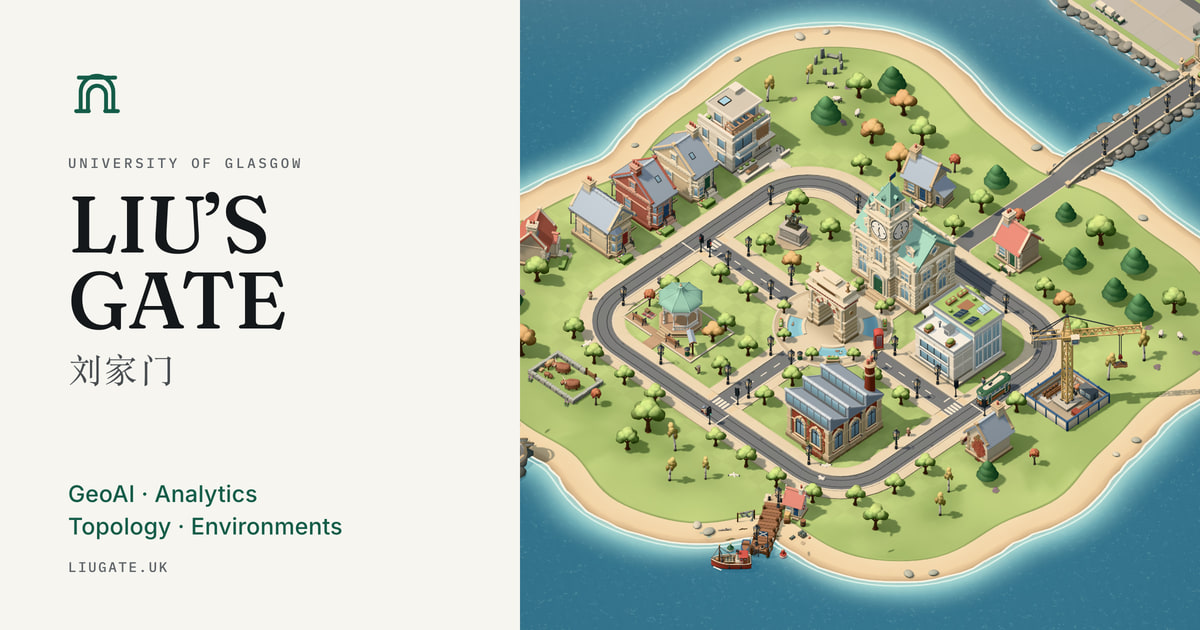 UNIVERSITY OF GLASGOW
LIU’S
GATE
刘家门
GeoAI · Analytics
Topology · Environments
LIUGATE.UK